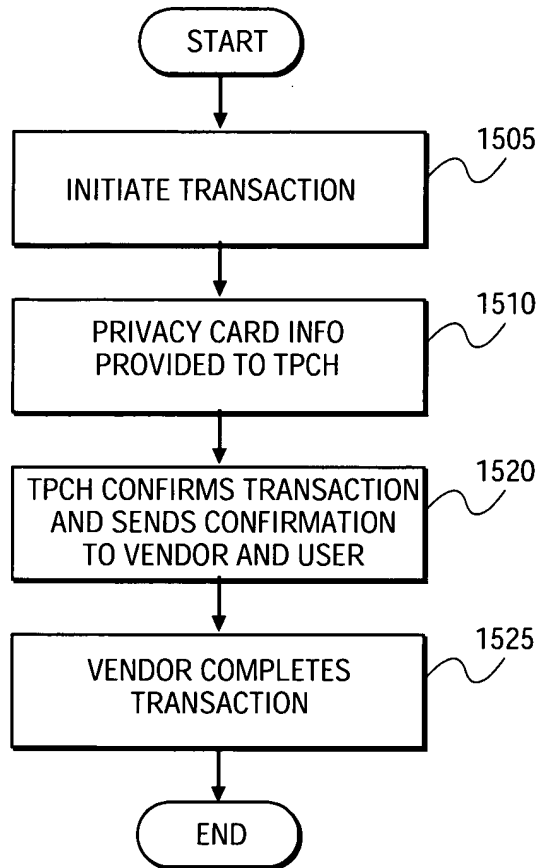 START
INITIATE TRANSACTION
1505
PRIVACY CARD INFO
PROVIDED TO TPCH
1510
TPCH CONFIRMS TRANSACTION
AND SENDS CONFIRMATION
TO VENDOR AND USER
1520
VENDOR COMPLETES
TRANSACTION
1525
END